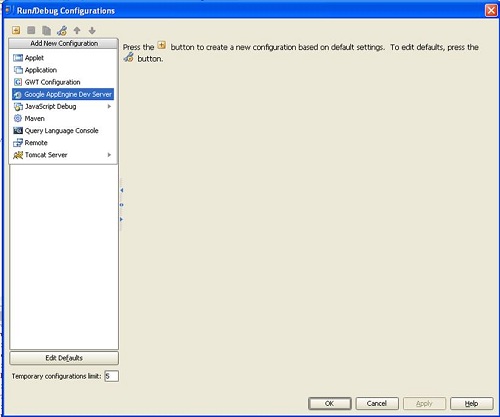 Run/Debug Configurations
Add New Configuration
Applet
Application
GWT Configuration
Google AppEngine Dev Server
JavaScript Debug
Maven
Query Language Console
Remote
Tomcat Server
Press the button to create a new configuration based on default settings. To edit defaults, press the
button.
Edit Defaults
Temporary configurations limit: 5
OK Cancel Apply Help